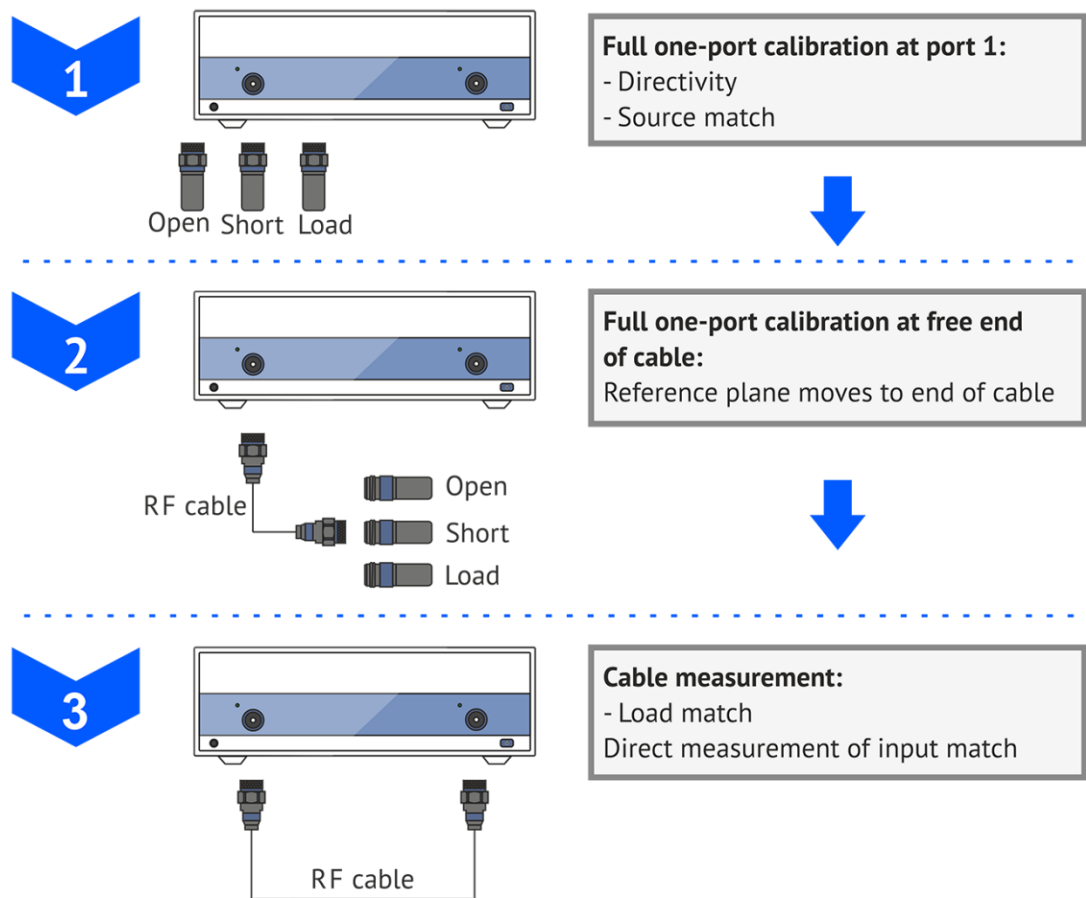 1
Full one-port calibration at port 1:
- Directivity
- Source match
Open Short Load
2
Full one-port calibration at free end
of cable:
Reference plane moves to end of cable
RF cable
Open
Short
Load
3
Cable measurement:
- Load match
Direct measurement of input match
RF cable